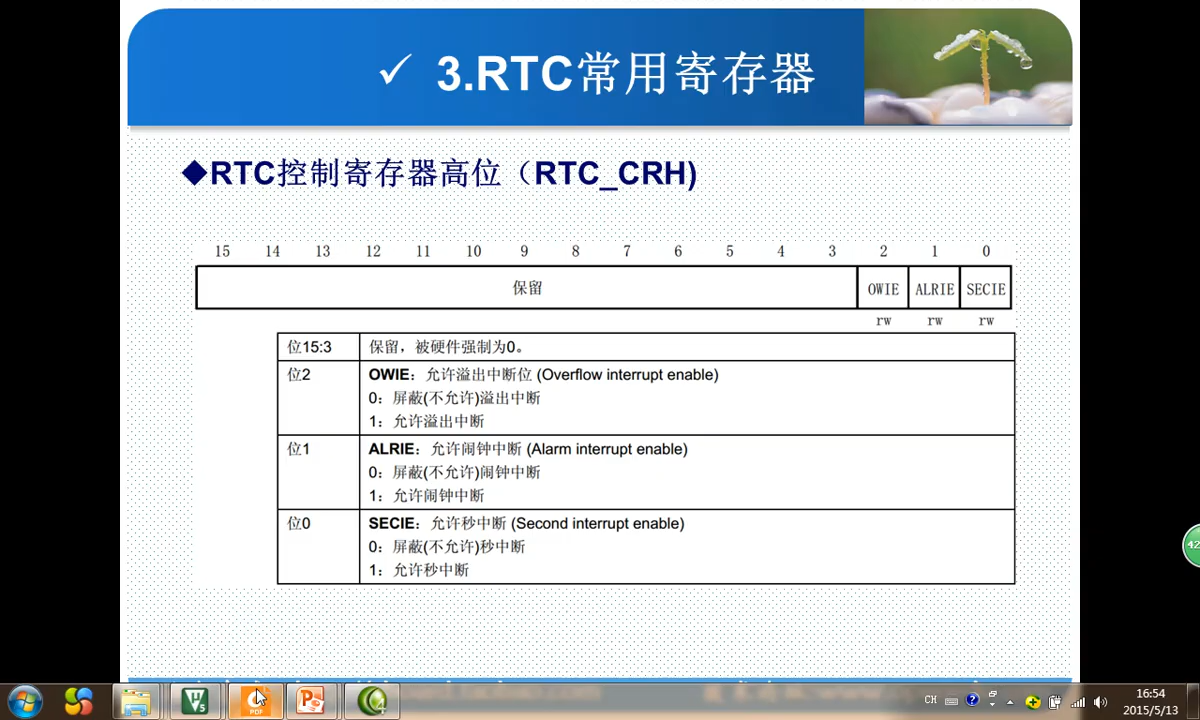 ✓ 3.RTC常用寄存器
◆RTC控制寄存器高位（RTC_CRH)
15 14 13 12 11 10 9 8 7 6 5 4 3 2 1 0
保留 OWIE ALRIE SECIE
rw rw rw
位15:3 保留，被硬件强制为0。
位2 OWIE：允许溢出中断位 (Overflow interrupt enable)
0：屏蔽(不允许)溢出中断
1：允许溢出中断
位1 ALRIE：允许闹钟中断 (Alarm interrupt enable)
0：屏蔽(不允许)闹钟中断
1：允许闹钟中断
位0 SECIE：允许秒中断 (Second interrupt enable)
0：屏蔽(不允许)秒中断
1：允许秒中断
42
CH
16:54
2015/5/13